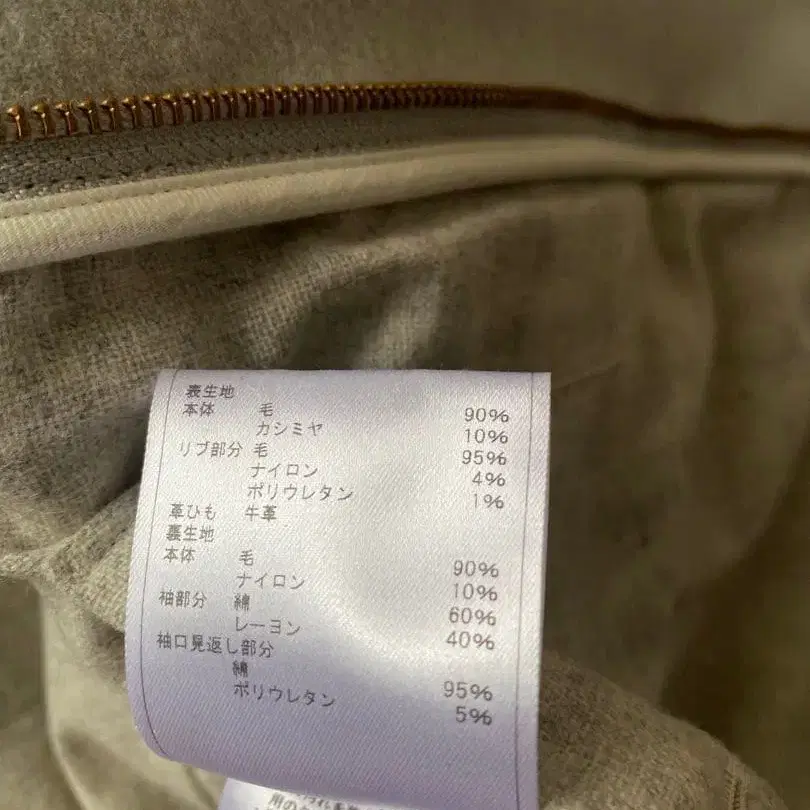 表生地
本体 毛 90%
カシミヤ 10%
リブ部分 毛 95%
ナイロン 4%
ポリウレタン 1%
革ひも 牛革
裏生地
本体 毛 90%
ナイロン 10%
袖部分 綿 60%
レーヨン 40%
袖口見返し部分
綿 95%
ポリウレタン 5%